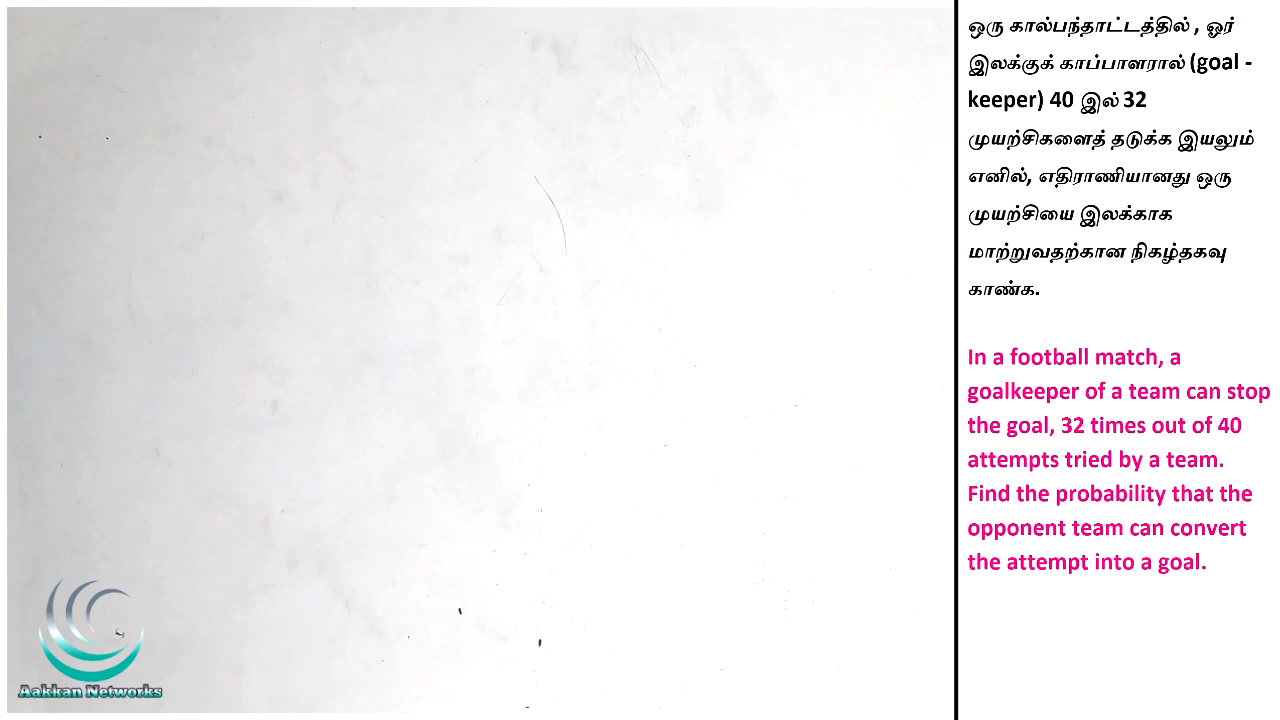 ஒரு கால்பந்தாட்டத்தில் , ஓர்
இலக்குக் காப்பாளரால் (goal -
keeper) 40 இல் 32
முயற்சிகளைத் தடுக்க இயலும்
எனில், எதிராணியானது ஒரு
முயற்சியை இலக்காக
மாற்றுவதற்கான நிகழ்தகவு
காண்க.
In a football match, a
goalkeeper of a team can stop
the goal, 32 times out of 40
attempts tried by a team.
Find the probability that the
opponent team can convert
the attempt into a goal.
Aakkan Networks